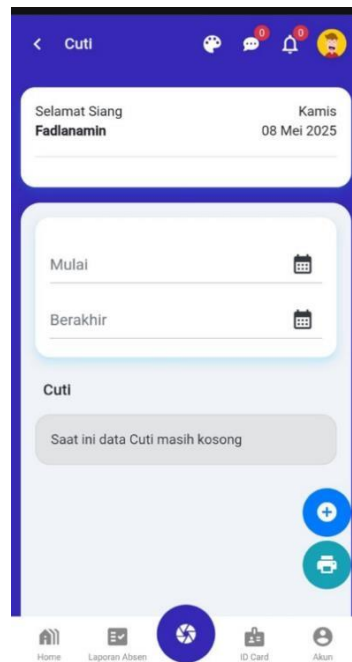 Cuti
0
0
Selamat Siang
Kamis
Fadlanamin
08 Mei 2025
Mulai
Berakhir
Cuti
Saat ini data Cuti masih kosong
Home
Laporan Absen
ID Card
Akun